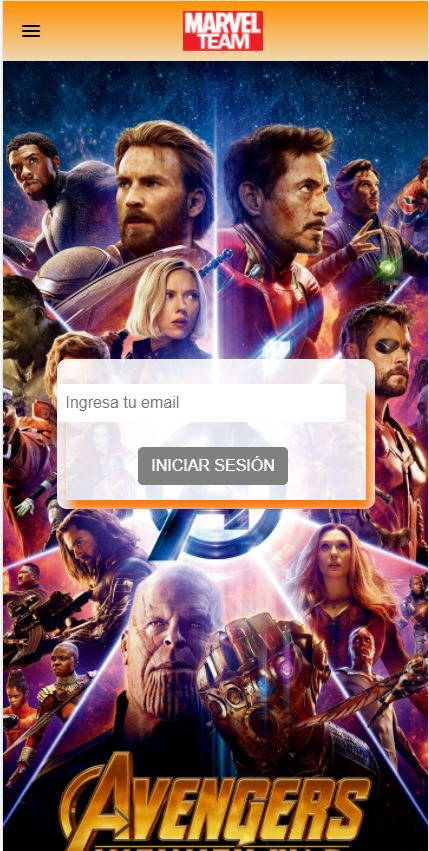 MARVEL
TEAM
Ingresa tu email
INICIAR SESIÓN
AVENGERS